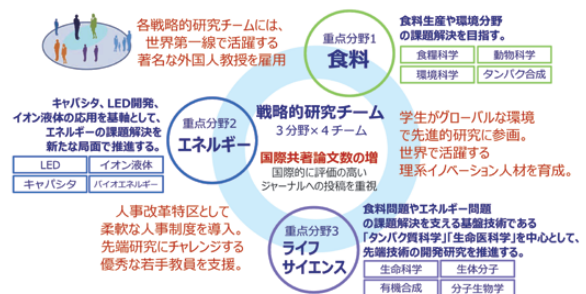 各戦略的研究チームには、
世界第一線で活躍する
著名な外国人教授を雇用
重点分野1
食料
食料生産や環境分野
の課題解決を目指す。
食糧科学
動物科学
環境科学
タンパク合成
キャパシタ、LED開発、
イオン液体の応用を基軸として、
エネルギーの課題解決を
新たな局面で推進する。
LED
イオン液体
キャパシタ
バイオエネルギー
重点分野2
エネルギー
戦略的研究チーム
3分野×4チーム
国際共著論文数の増
国際的に評価の高い
ジャーナルへの投稿を重視
学生がグローバルな環境
で先進的研究に参画。
世界で活躍する
理系イノベーション人材を育成。
人事改革特区として
柔軟な人事制度を導入。
先端研究にチャレンジする
優秀な若手教員を支援。
重点分野3
ライフ
サイエンス
食料問題やエネルギー問題
の課題解決を支える基盤技術である
「タンパク質科学」「生命医科学」を中心として、
先端技術の開発研究を推進する。
生命科学
生体分子
有機合成
分子生物学